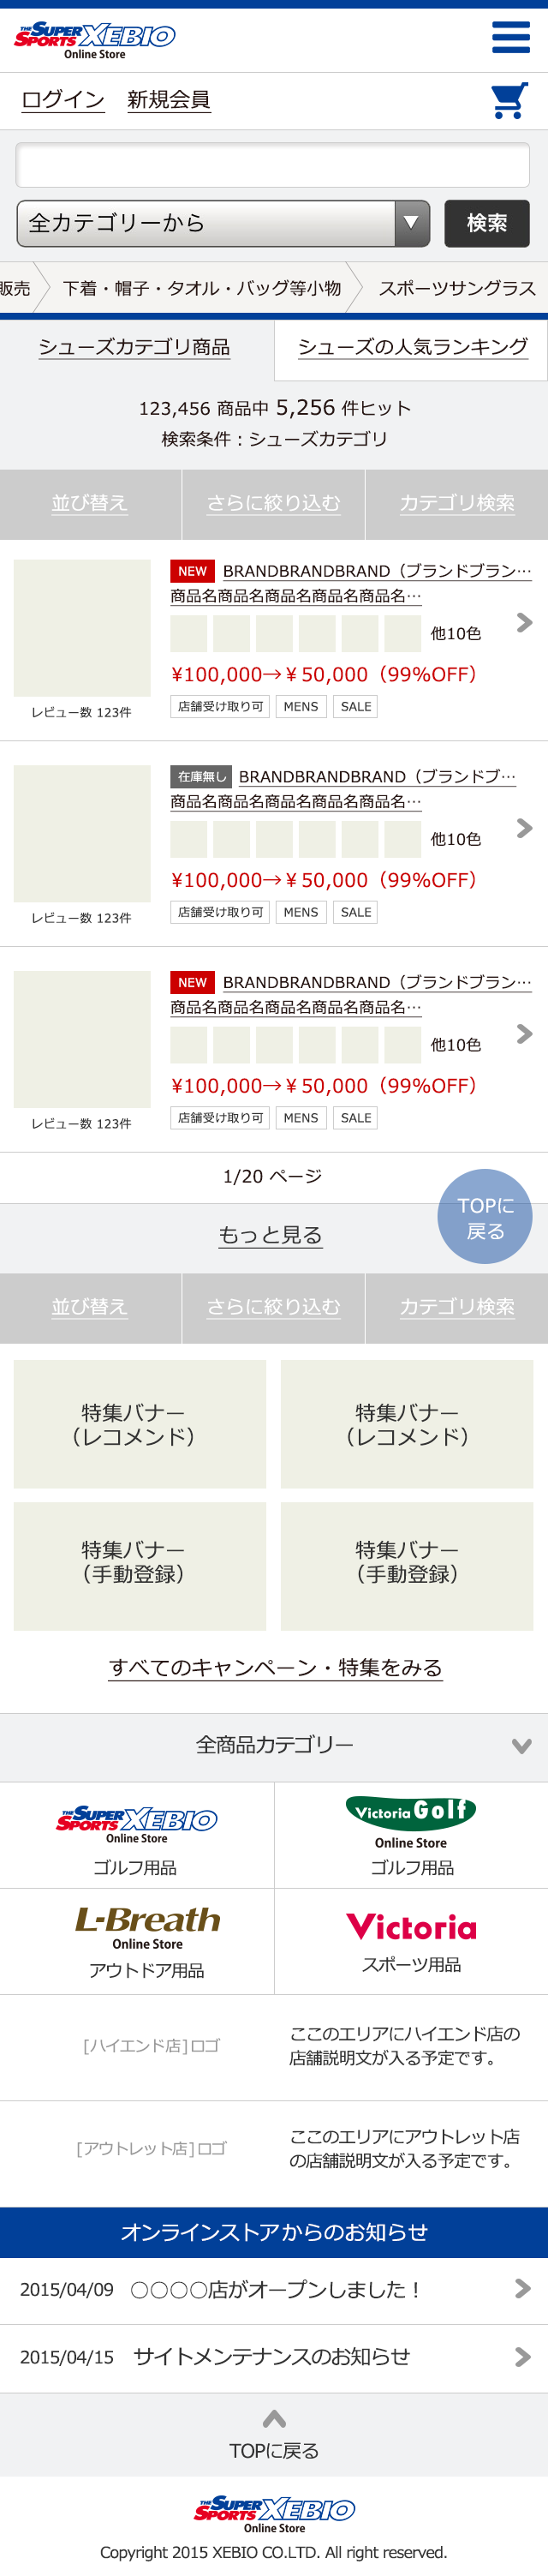 THE SUPER SPORTS XEBIO
Online Store
ログイン 新規会員
全カテゴリーから ▼ 検索
販売 下着・帽子・タオル・バッグ等小物 スポーツサングラス
シューズカテゴリ商品 シューズの人気ランキング
123,456 商品中 5,256 件ヒット
検索条件：シューズカテゴリ
並び替え さらに絞り込む カテゴリ検索
NEW BRANDBRANDBRAND（ブランドブラン…
商品名商品名商品名商品名商品名…
他10色
¥100,000→¥50,000（99%OFF）
レビュー数 123件 店舗受け取り可 MENS SALE
在庫無し BRANDBRANDBRAND（ブランドブ…
商品名商品名商品名商品名商品名…
他10色
¥100,000→¥50,000（99%OFF）
レビュー数 123件 店舗受け取り可 MENS SALE
NEW BRANDBRANDBRAND（ブランドブラン…
商品名商品名商品名商品名商品名…
他10色
¥100,000→¥50,000（99%OFF）
レビュー数 123件 店舗受け取り可 MENS SALE
1/20 ページ
TOPに
戻る
もっと見る
並び替え さらに絞り込む カテゴリ検索
特集バナー
（レコメンド）
特集バナー
（レコメンド）
特集バナー
（手動登録）
特集バナー
（手動登録）
すべてのキャンペーン・特集をみる
全商品カテゴリー
THE SUPER SPORTS XEBIO
Online Store
ゴルフ用品
Victoria Golf
Online Store
ゴルフ用品
L-Breath
Online Store
アウトドア用品
Victoria
スポーツ用品
[ハイエンド店]ロゴ
ここのエリアにハイエンド店の
店舗説明文が入る予定です。
[アウトレット店]ロゴ
ここのエリアにアウトレット店
の店舗説明文が入る予定です。
オンラインストアからのお知らせ
2015/04/09 〇〇〇〇店がオープンしました！
2015/04/15 サイトメンテナンスのお知らせ
TOPに戻る
THE SUPER SPORTS XEBIO
Online Store
Copyright 2015 XEBIO CO.LTD. All right reserved.